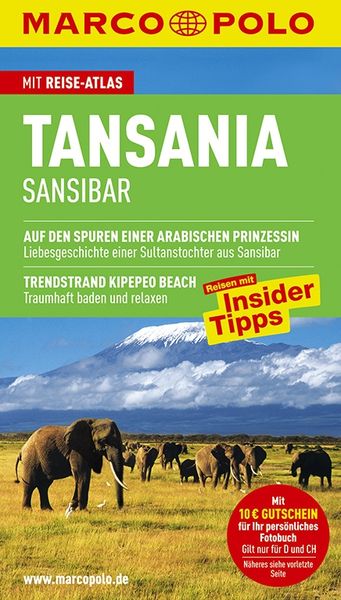 MARCO POLO
MIT REISE-ATLAS
TANSANIA
SANSIBAR
AUF DEN SPUREN EINER ARABISCHEN PRINZESSIN
Liebesgeschichte einer Sultanstochter aus Sansibar
TRENDSTRAND KIPEPEO BEACH
Traumhaft baden und relaxen
Reisen mit
Insider
Tipps
Mit
10 € GUTSCHEIN
für Ihr persönliches
Fotobuch
Gilt nur für D und CH
Näheres siehe vorletzte
Seite
www.marcopolo.de